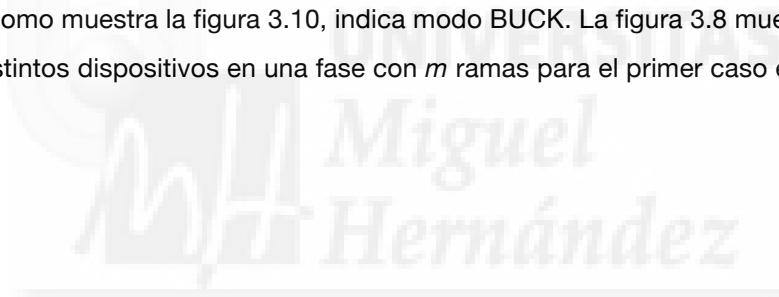 omo muestra la figura 3.10, indica modo BUCK. La figura 3.8 mue
stintos dispositivos en una fase con m ramas para el primer caso e
UNIVERSITAS
Miguel
Hernández